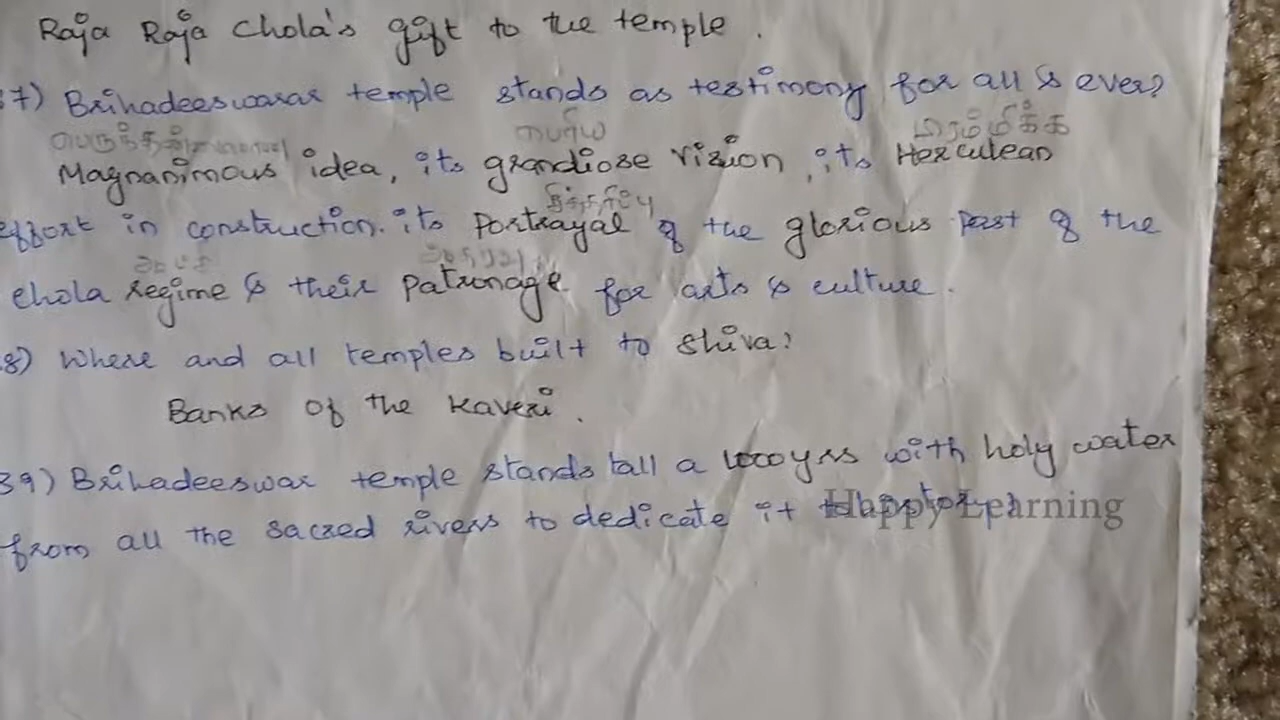 Raja Raja Chola's gift to the temple.
37) Brihadeeswarar temple stands as testimony for all & ever?
பெரிய
Magnanimous idea, its grandiose vision, its Herculean
effort in construction. its Portrayal of the glorious Past of the
Chola regime & their Patronage for arts & culture.
38) Where and all temples built to Shiva?
Banks Of the Kaveri.
39) Brihadeeswar temple stands tall a 1000yrs with holy water
from all the sacred rivers to dedicate it
Happy Learning